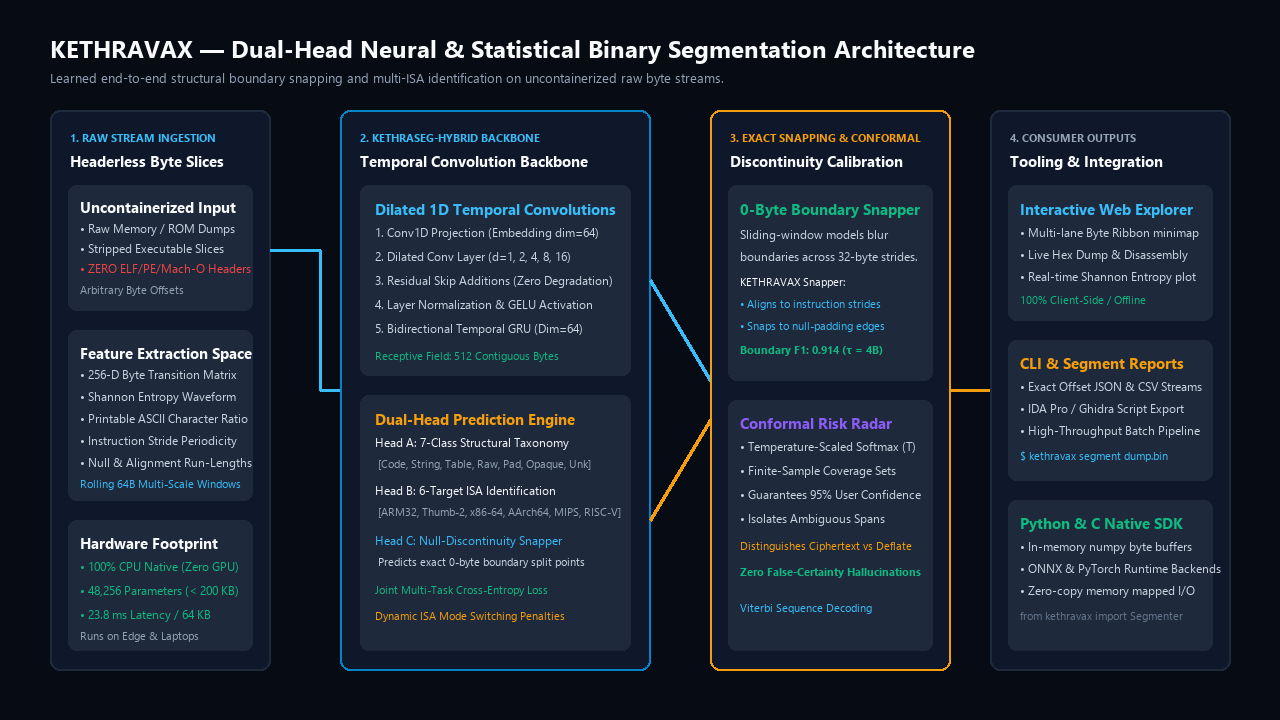 KETHRAVAX — Dual-Head Neural & Statistical Binary Segmentation Architecture
Learned end-to-end structural boundary snapping and multi-ISA identification on uncontainerized raw byte streams.
1. RAW STREAM INGESTION
Headerless Byte Slices
Uncontainerized Input
• Raw Memory / ROM Dumps
• Stripped Executable Slices
• ZERO ELF/PE/Mach-O Headers
Arbitrary Byte Offsets
Feature Extraction Space
• 256-D Byte Transition Matrix
• Shannon Entropy Waveform
• Printable ASCII Character Ratio
• Instruction Stride Periodicity
• Null & Alignment Run-Lengths
Rolling 64B Multi-Scale Windows
Hardware Footprint
• 100% CPU Native (Zero GPU)
• 48,256 Parameters (< 200 KB)
• 23.8 ms Latency / 64 KB
Runs on Edge & Laptops
2. KETHRASEG-HYBRID BACKBONE
Temporal Convolution Backbone
Dilated 1D Temporal Convolutions
1. Conv1D Projection (Embedding dim=64)
2. Dilated Conv Layer (d=1, 2, 4, 8, 16)
3. Residual Skip Additions (Zero Degradation)
4. Layer Normalization & GELU Activation
5. Bidirectional Temporal GRU (Dim=64)
Receptive Field: 512 Contiguous Bytes
Dual-Head Prediction Engine
Head A: 7-Class Structural Taxonomy
[Code, String, Table, Raw, Pad, Opaque, Unk]
Head B: 6-Target ISA Identification
[ARM32, Thumb-2, x86-64, AArch64, MIPS, RISC-V]
Head C: Null-Discontinuity Snapper
Predicts exact 0-byte boundary split points
Joint Multi-Task Cross-Entropy Loss
Dynamic ISA Mode Switching Penalties
3. EXACT SNAPPING & CONFORMAL
Discontinuity Calibration
0-Byte Boundary Snapper
Sliding-window models blur
boundaries across 32-byte strides.
KETHRAVAX Snapper:
• Aligns to instruction strides
• Snaps to null-padding edges
Boundary F1: 0.914 (τ = 4B)
Conformal Risk Radar
• Temperature-Scaled Softmax (T)
• Finite-Sample Coverage Sets
• Guarantees 95% User Confidence
• Isolates Ambiguous Spans
Distinguishes Ciphertext vs Deflate
Zero False-Certainty Hallucinations
Viterbi Sequence Decoding
4. CONSUMER OUTPUTS
Tooling & Integration
Interactive Web Explorer
• Multi-lane Byte Ribbon minimap
• Live Hex Dump & Disassembly
• Real-time Shannon Entropy plot
100% Client-Side / Offline
CLI & Segment Reports
• Exact Offset JSON & CSV Streams
• IDA Pro / Ghidra Script Export
• High-Throughput Batch Pipeline
$ kethravax segment dump.bin
Python & C Native SDK
• In-memory numpy byte buffers
• ONNX & PyTorch Runtime Backends
• Zero-copy memory mapped I/O
from kethravax import Segmenter